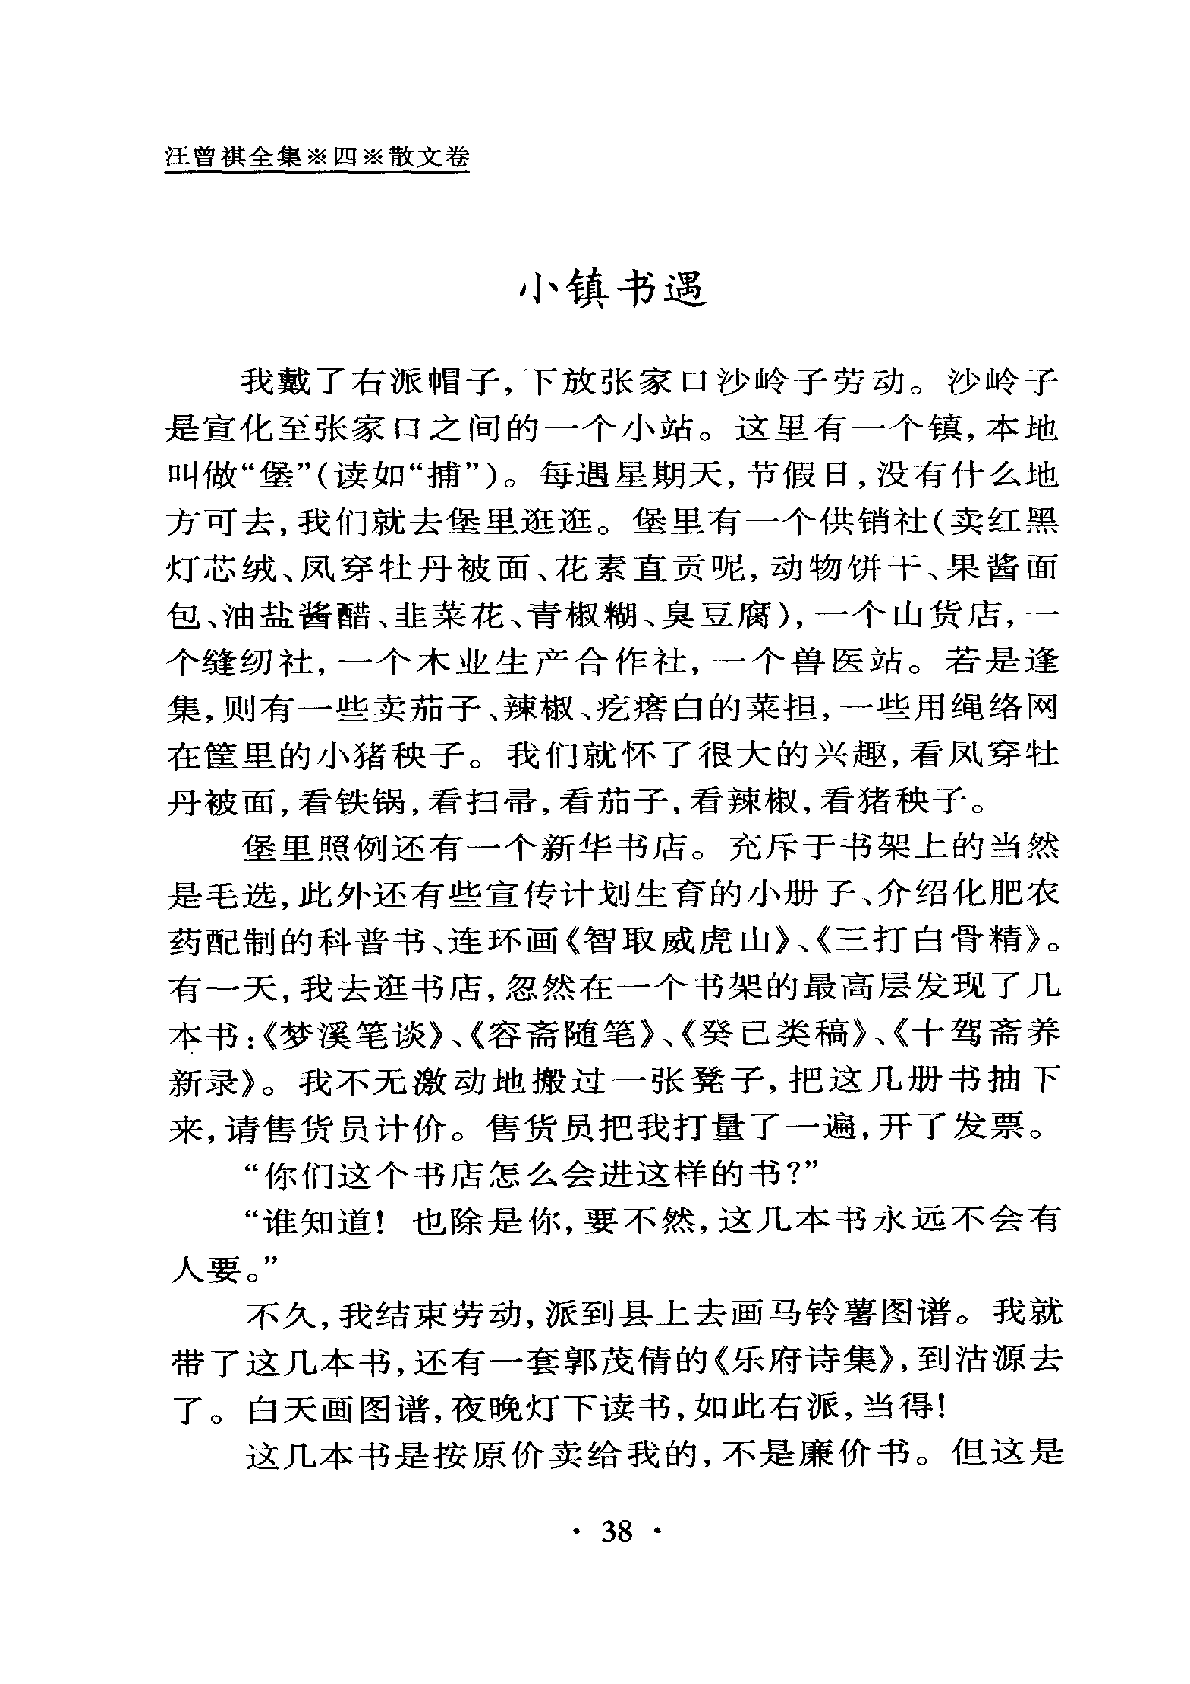 汪曾祺全集※四※散文卷
小镇书遇
我戴了右派帽子，下放张家口沙岭子劳动。沙岭子
是宣化至张家口之间的一个小站。这里有一个镇，本地
叫做“堡”（读如“捕”）。每遇星期天，节假日，没有什么地
方可去，我们就去堡里逛逛。堡里有一个供销社（卖红黑
灯芯绒、凤穿牡丹被面、花素直贡呢，动物饼干、果酱面
包、油盐酱醋、韭菜花、青椒糊、臭豆腐），一个山货店，一
个缝纫社，一个木业生产合作社，一个兽医站。若是逢
集，则有一些卖茄子、辣椒、疙瘩白的菜担，一些用绳络网
在筐里的小猪秧子。我们就怀了很大的兴趣，看凤穿牡
丹被面，看铁锅，看扫帚，看茄子，看辣椒，看猪秧子。
堡里照例还有一个新华书店。充斥于书架上的当然
是毛选，此外还有些宣传计划生育的小册子、介绍化肥农
药配制的科普书、连环画《智取威虎山》、《三打白骨精》。
有一天，我去逛书店，忽然在一个书架的最高层发现了几
本书：《梦溪笔谈》、《容斋随笔》、《癸已类稿》、《十驾斋养
新录》。我不无激动地搬过一张凳子，把这几册书抽下
来，请售货员计价。售货员把我打量了一遍，开了发票。
“你们这个书店怎么会进这样的书？”
“谁知道！也除是你，要不然，这几本书永远不会有
人要。”
不久，我结束劳动，派到县上去画马铃薯图谱。我就
带了这几本书，还有一套郭茂倩的《乐府诗集》，到沽源去
了。白天画图谱，夜晚灯下读书，如此右派，当得！
这几本书是按原价卖给我的，不是廉价书。但这是
· 38 ·